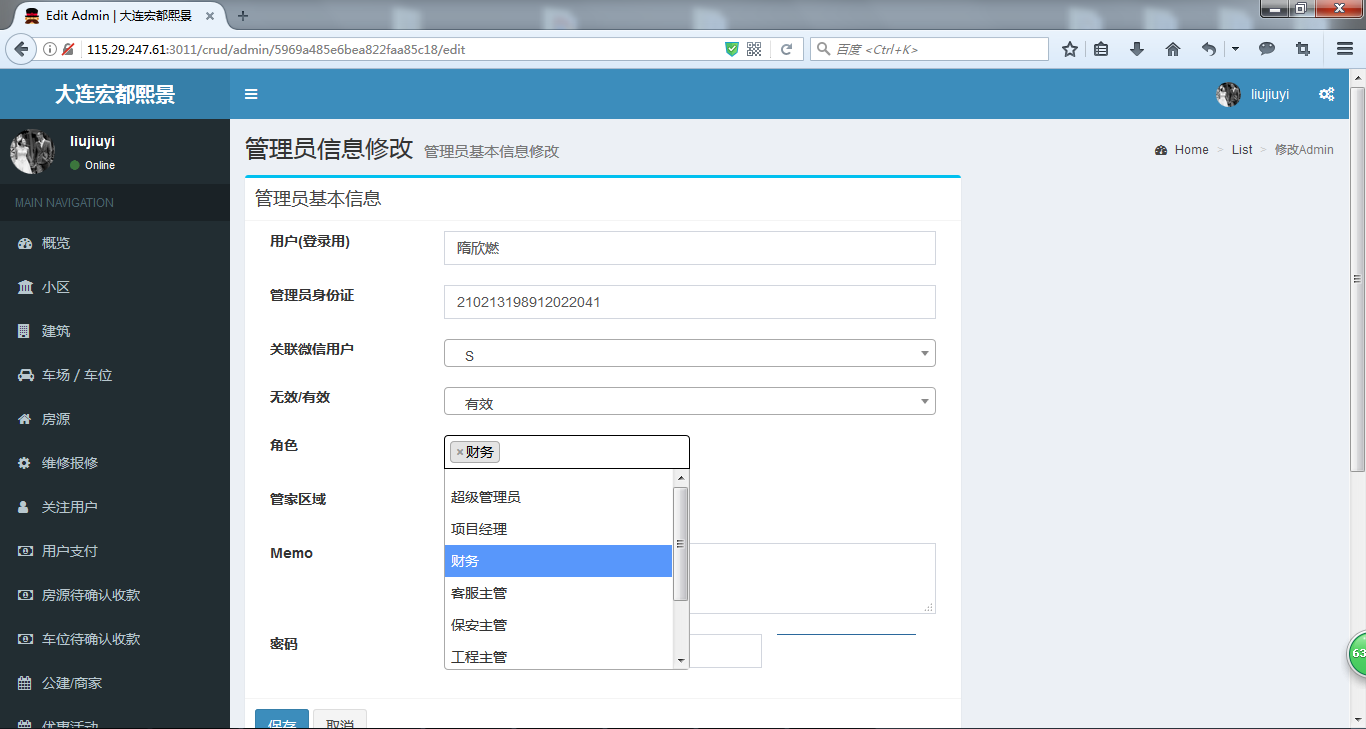 Edit Admin | 大连宏都熙景
115.29.247.61:3011/crud/admin/5969a485e6bea822faa85c18/edit
百度 <Ctrl+K>
大连宏都熙景
liujiuyi
liujiuyi
Online
MAIN NAVIGATION
概览
小区
建筑
车场 / 车位
房源
维修报修
关注用户
用户支付
房源待确认收款
车位待确认收款
公建/商家
优惠活动
管理员信息修改 管理员基本信息修改
Home > List > 修改Admin
管理员基本信息
用户(登录用)
隋欣燃
管理员身份证
210213198912022041
关联微信用户
S
无效/有效
有效
角色
×财务
超级管理员
项目经理
财务
客服主管
保安主管
工程主管
管家区域
Memo
密码
保存 取消
63